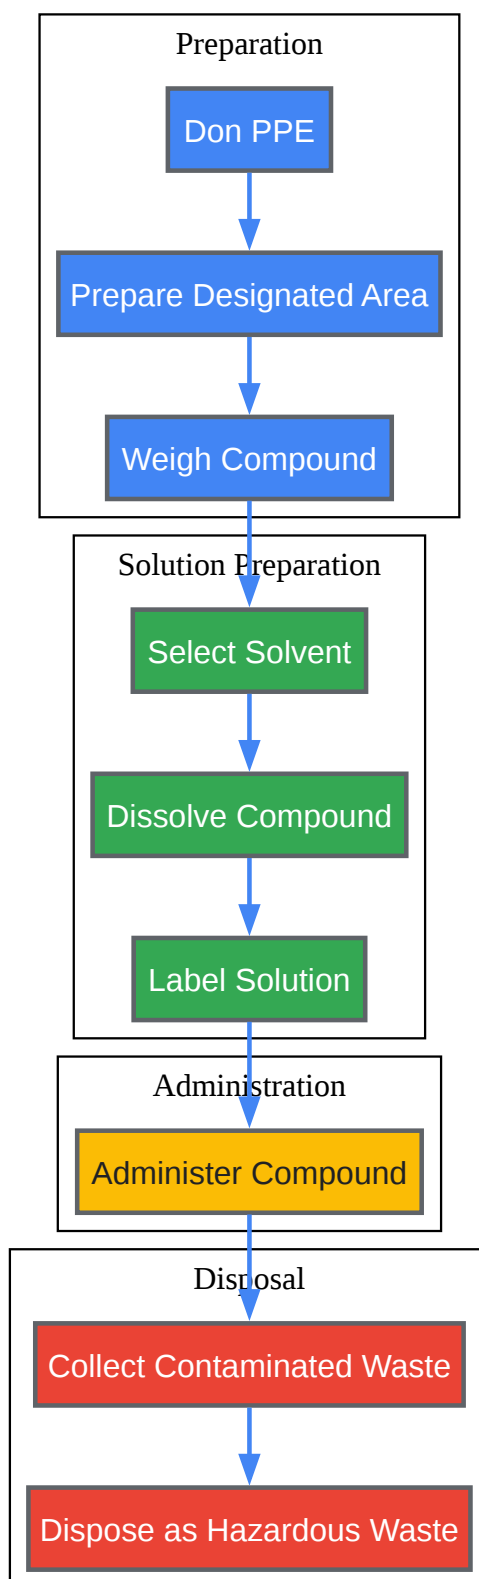 Preparation
Don PPE
Prepare Designated Area
Weigh Compound
Solution Preparation
Select Solvent
Dissolve Compound
Label Solution
Administration
Administer Compound
Disposal
Collect Contaminated Waste
Dispose as Hazardous Waste